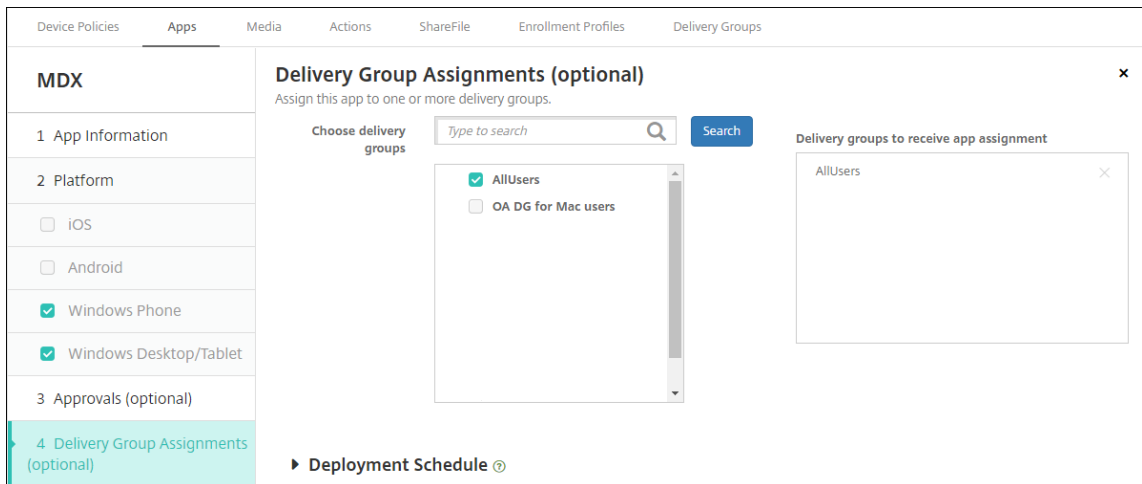 Device Policies Apps Media Actions ShareFile Enrollment Profiles Delivery Groups
MDX
1 App Information
2 Platform
iOS
Android
Windows Phone
Windows Desktop/Tablet
3 Approvals (optional)
4 Delivery Group Assignments
(optional)
Delivery Group Assignments (optional)
Assign this app to one or more delivery groups.
Choose delivery
groups
Type to search
Search
AllUsers
OA DG for Mac users
Delivery groups to receive app assignment
AllUsers
Deployment Schedule